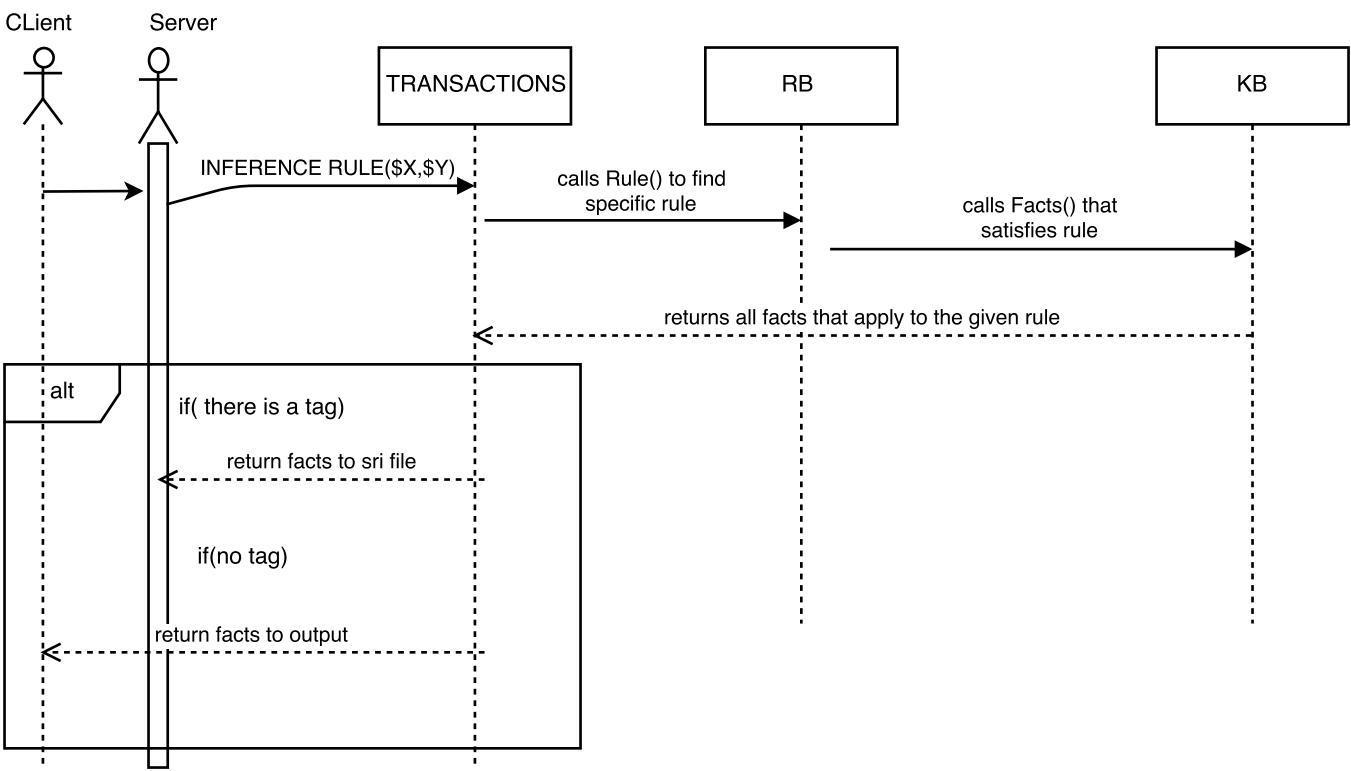 CLient
Server
TRANSACTIONS
RB
KB
INFERENCE RULE($X,$Y)
calls Rule() to find
specific rule
calls Facts() that
satisfies rule
returns all facts that apply to the given rule
alt
if( there is a tag)
return facts to sri file
if(no tag)
return facts to output